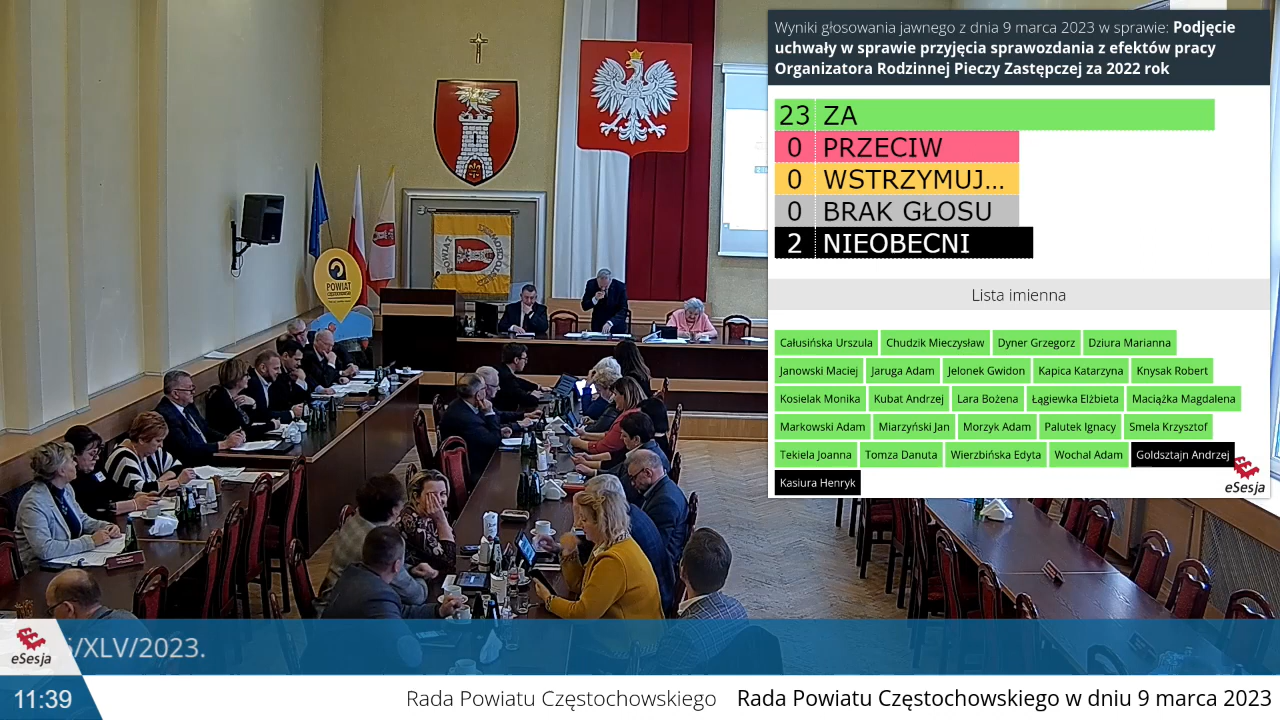 Wyniki głosowania jawnego z dnia 9 marca 2023 w sprawie: Podjęcie
uchwały w sprawie przyjęcia sprawozdania z efektów pracy
Organizatora Rodzinnej Pieczy Zastępczej za 2022 rok
23 ZA
0 PRZECIW
0 WSTRZYMUJ...
0 BRAK GŁOSU
2 NIEOBECNI
Lista imienna
Całusińska Urszula Chudzik Mieczysław Dyner Grzegorz Dziura Marianna
Janowski Maciej Jaruga Adam Jelonek Gwidon Kapica Katarzyna Knysak Robert
Kosielak Monika Kubat Andrzej Lara Bożena Łągiewka Elżbieta Maciążka Magdalena
Markowski Adam Miarzyński Jan Morzyk Adam Palutek Ignacy Smela Krzysztof
Tekiela Joanna Tomza Danuta Wierzbińska Edyta Wochal Adam Goldsztajn Andrzej
Kasiura Henryk
eSesja
POWIAT
CZĘSTOCHOWSKI
POWIAT
CZĘSTOCHOWSKI
/XLV/2023.
eSesja
11:39
Rada Powiatu Częstochowskiego Rada Powiatu Częstochowskiego w dniu 9 marca 2023